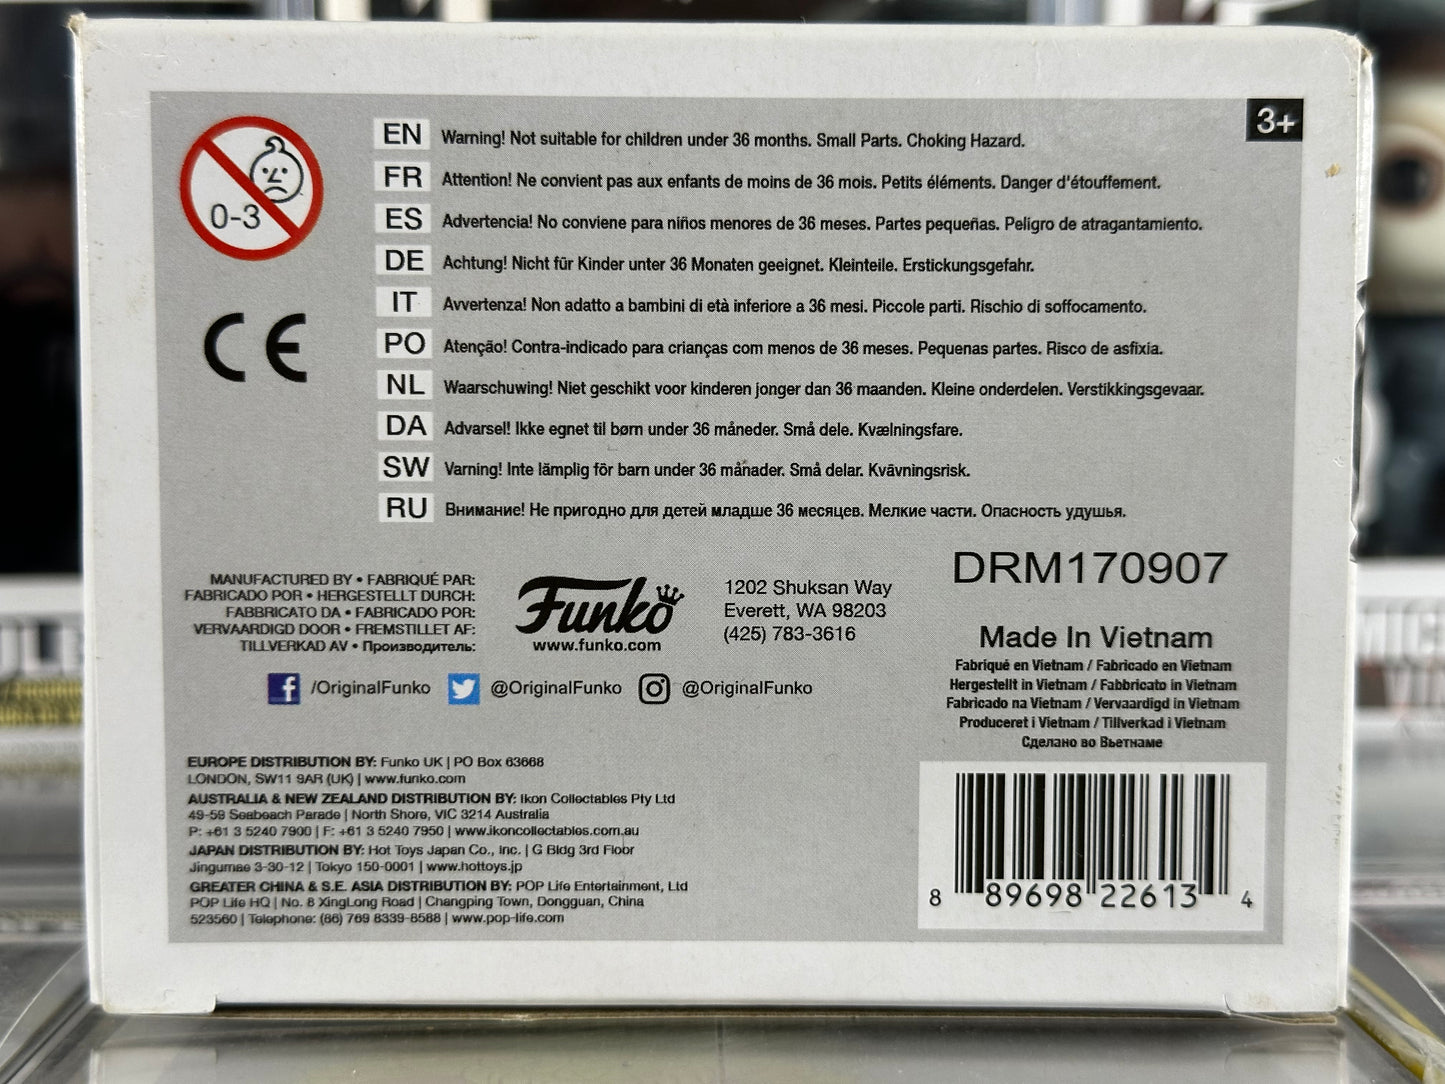 3+
0-3
EN Warning! Not suitable for children under 36 months. Small Parts. Choking Hazard.
FR Attention! Ne convient pas aux enfants de moins de 36 mois. Petits éléments. Danger d'étouffement.
ES Advertencia! No conviene para niños menores de 36 meses. Partes pequeñas. Peligro de atragantamiento.
DE Achtung! Nicht für Kinder unter 36 Monaten geeignet. Kleinteile. Erstickungsgefahr.
IT Avvertenza! Non adatto a bambini di età inferiore a 36 mesi. Piccole parti. Rischio di soffocamento.
PO Atenção! Contra-indicado para crianças com menos de 36 meses. Pequenas partes. Risco de asfixia.
NL Waarschuwing! Niet geschikt voor kinderen jonger dan 36 maanden. Kleine onderdelen. Verstikkingsgevaar.
DA Advarsel! Ikke egnet til børn under 36 måneder. Små dele. Kvælningsfare.
SW Varning! Inte lämplig för barn under 36 månader. Små delar. Kvävningsrisk.
RU Внимание! Не пригодно для детей младше 36 месяцев. Мелкие части. Опасность удушья.
CE
MANUFACTURED BY • FABRIQUÉ PAR:
FABRICADO POR • HERGESTELLT DURCH:
FABBRICATO DA • FABRICADO POR:
VERVAARDIGD DOOR • FREMSTILLET AF:
TILLVERKAD AV • Производитель:
Funko
www.funko.com
1202 Shuksan Way
Everett, WA 98203
(425) 783-3616
/OriginalFunko @OriginalFunko @OriginalFunko
DRM170907
Made In Vietnam
Fabriqué en Vietnam / Fabricado en Vietnam
Hergestellt in Vietnam / Fabbricato in Vietnam
Fabricado na Vietnam / Vervaardigd in Vietnam
Produceret i Vietnam / Tillverkad i Vietnam
Сделано во Вьетнаме
EUROPE DISTRIBUTION BY: Funko UK | PO Box 63668
LONDON, SW11 9AR (UK) | www.funko.com
AUSTRALIA & NEW ZEALAND DISTRIBUTION BY: Ikon Collectables Pty Ltd
49-59 Seabeach Parade | North Shore, VIC 3214 Australia
P: +61 3 5240 7900 | F: +61 3 5240 7950 | www.ikoncollectables.com.au
JAPAN DISTRIBUTION BY: Hot Toys Japan Co., Inc. | G Bldg 3rd Floor
Jingumae 3-30-12 | Tokyo 150-0001 | www.hottoys.jp
GREATER CHINA & S.E. ASIA DISTRIBUTION BY: POP Life Entertainment, Ltd
POP Life HQ | No. 8 XingLong Road | Changping Town, Dongguan, China
523560 | Telephone: (86) 769 8339-8588 | www.pop-life.com
8 89698 22613 4